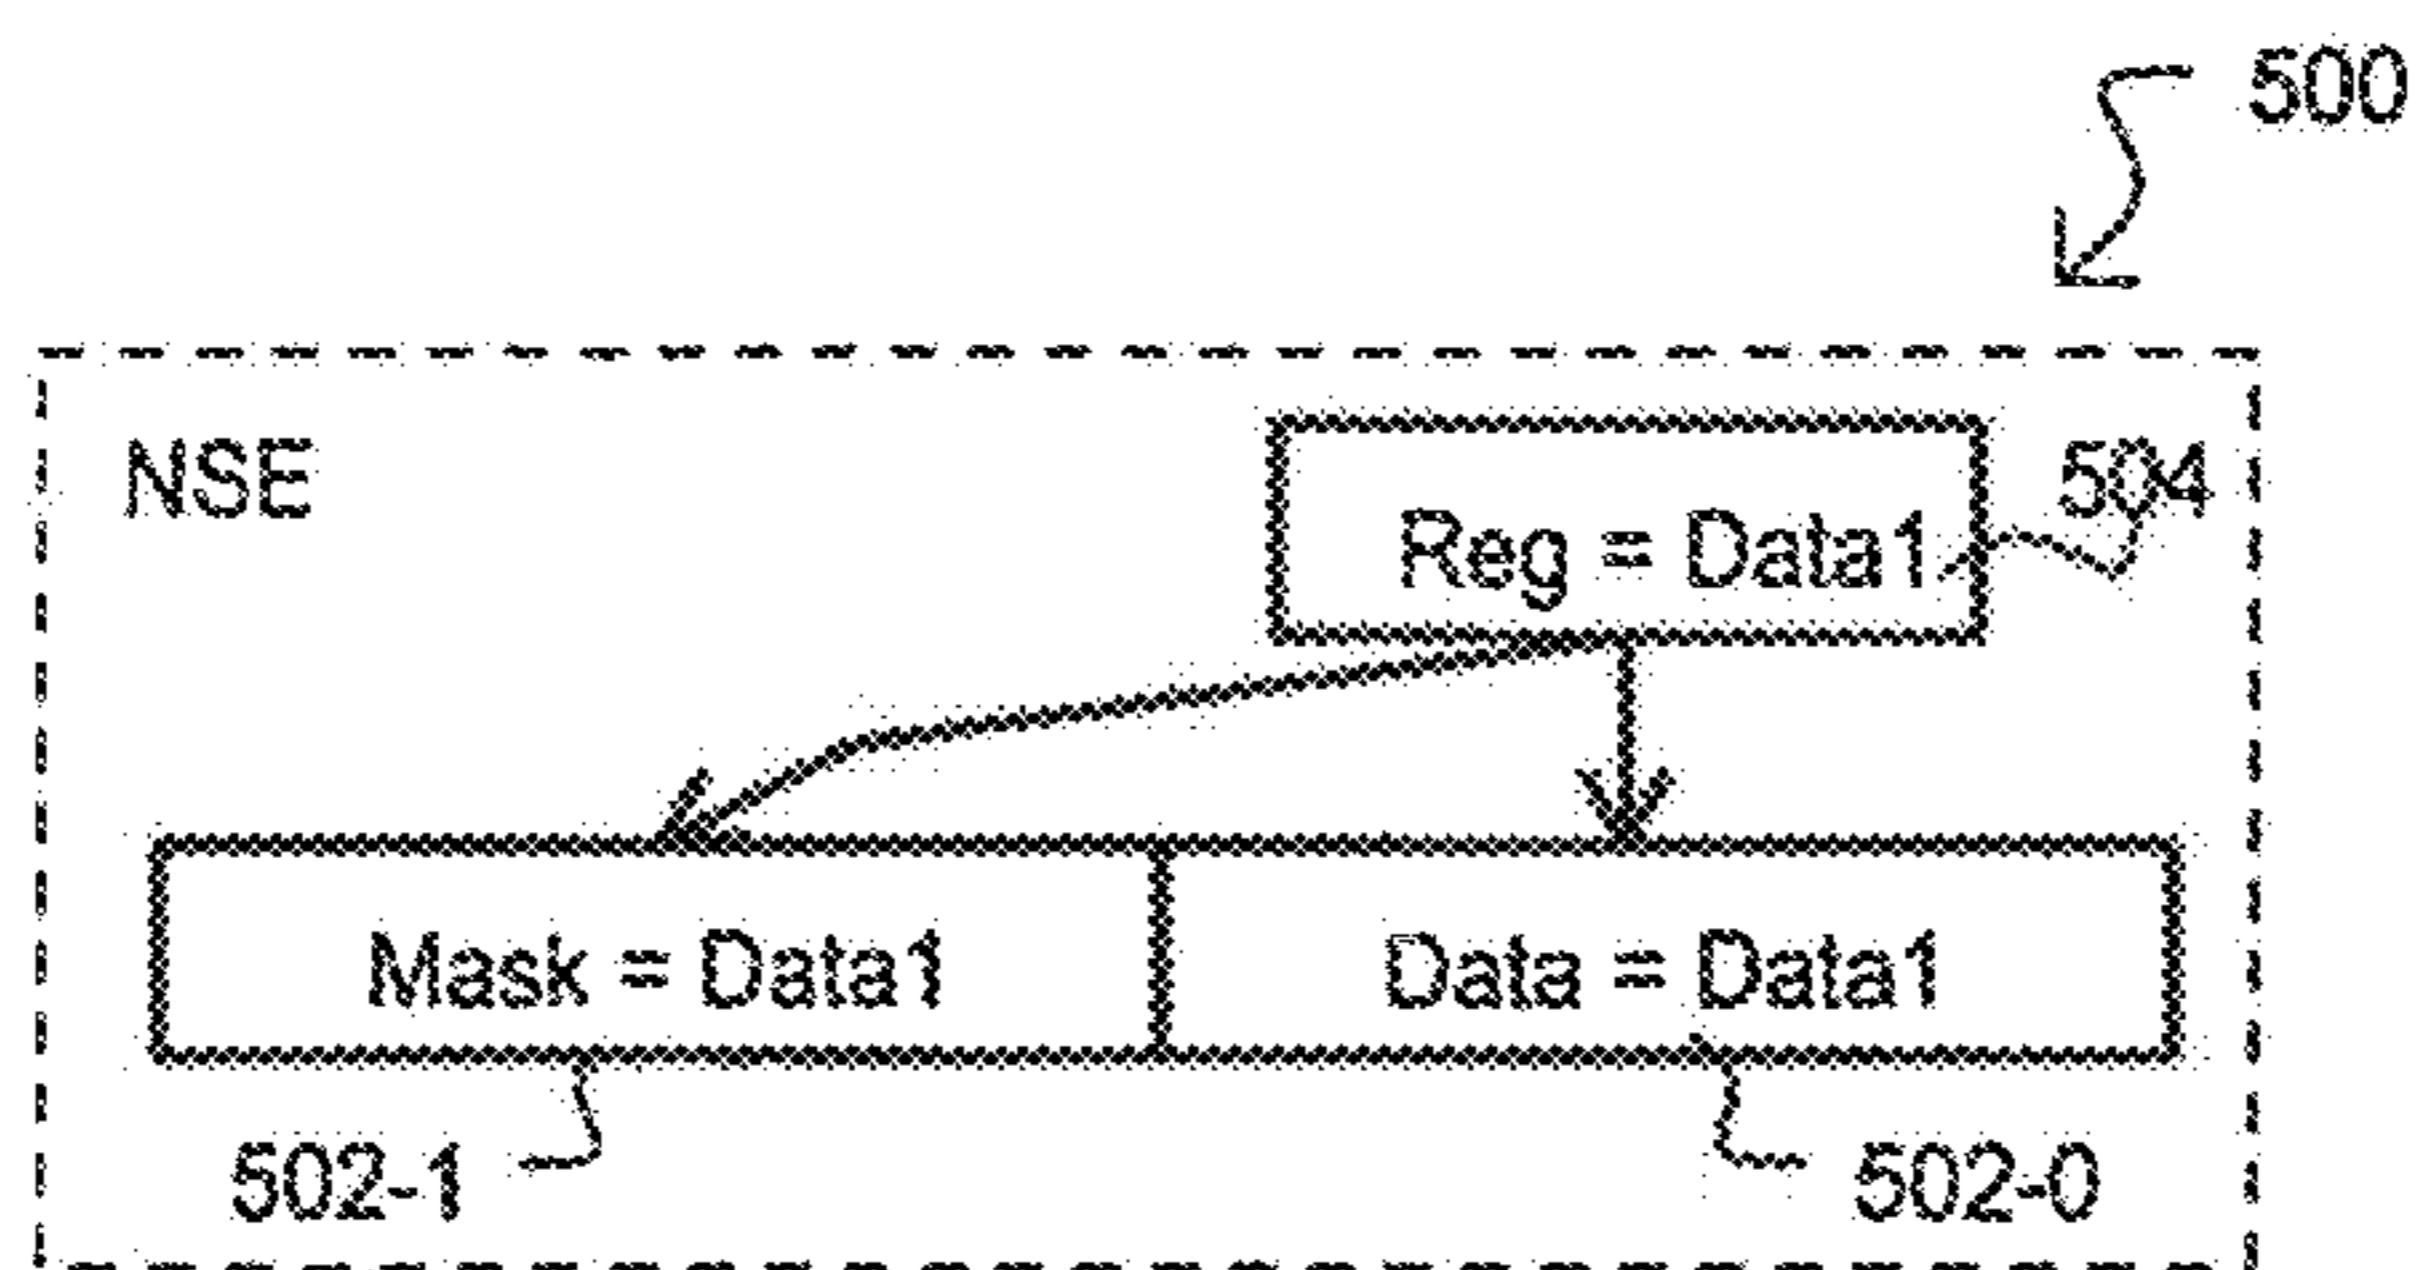 500
NSE
504
Reg = Data1
Mask = Data1
Data = Data1
502-1
502-0